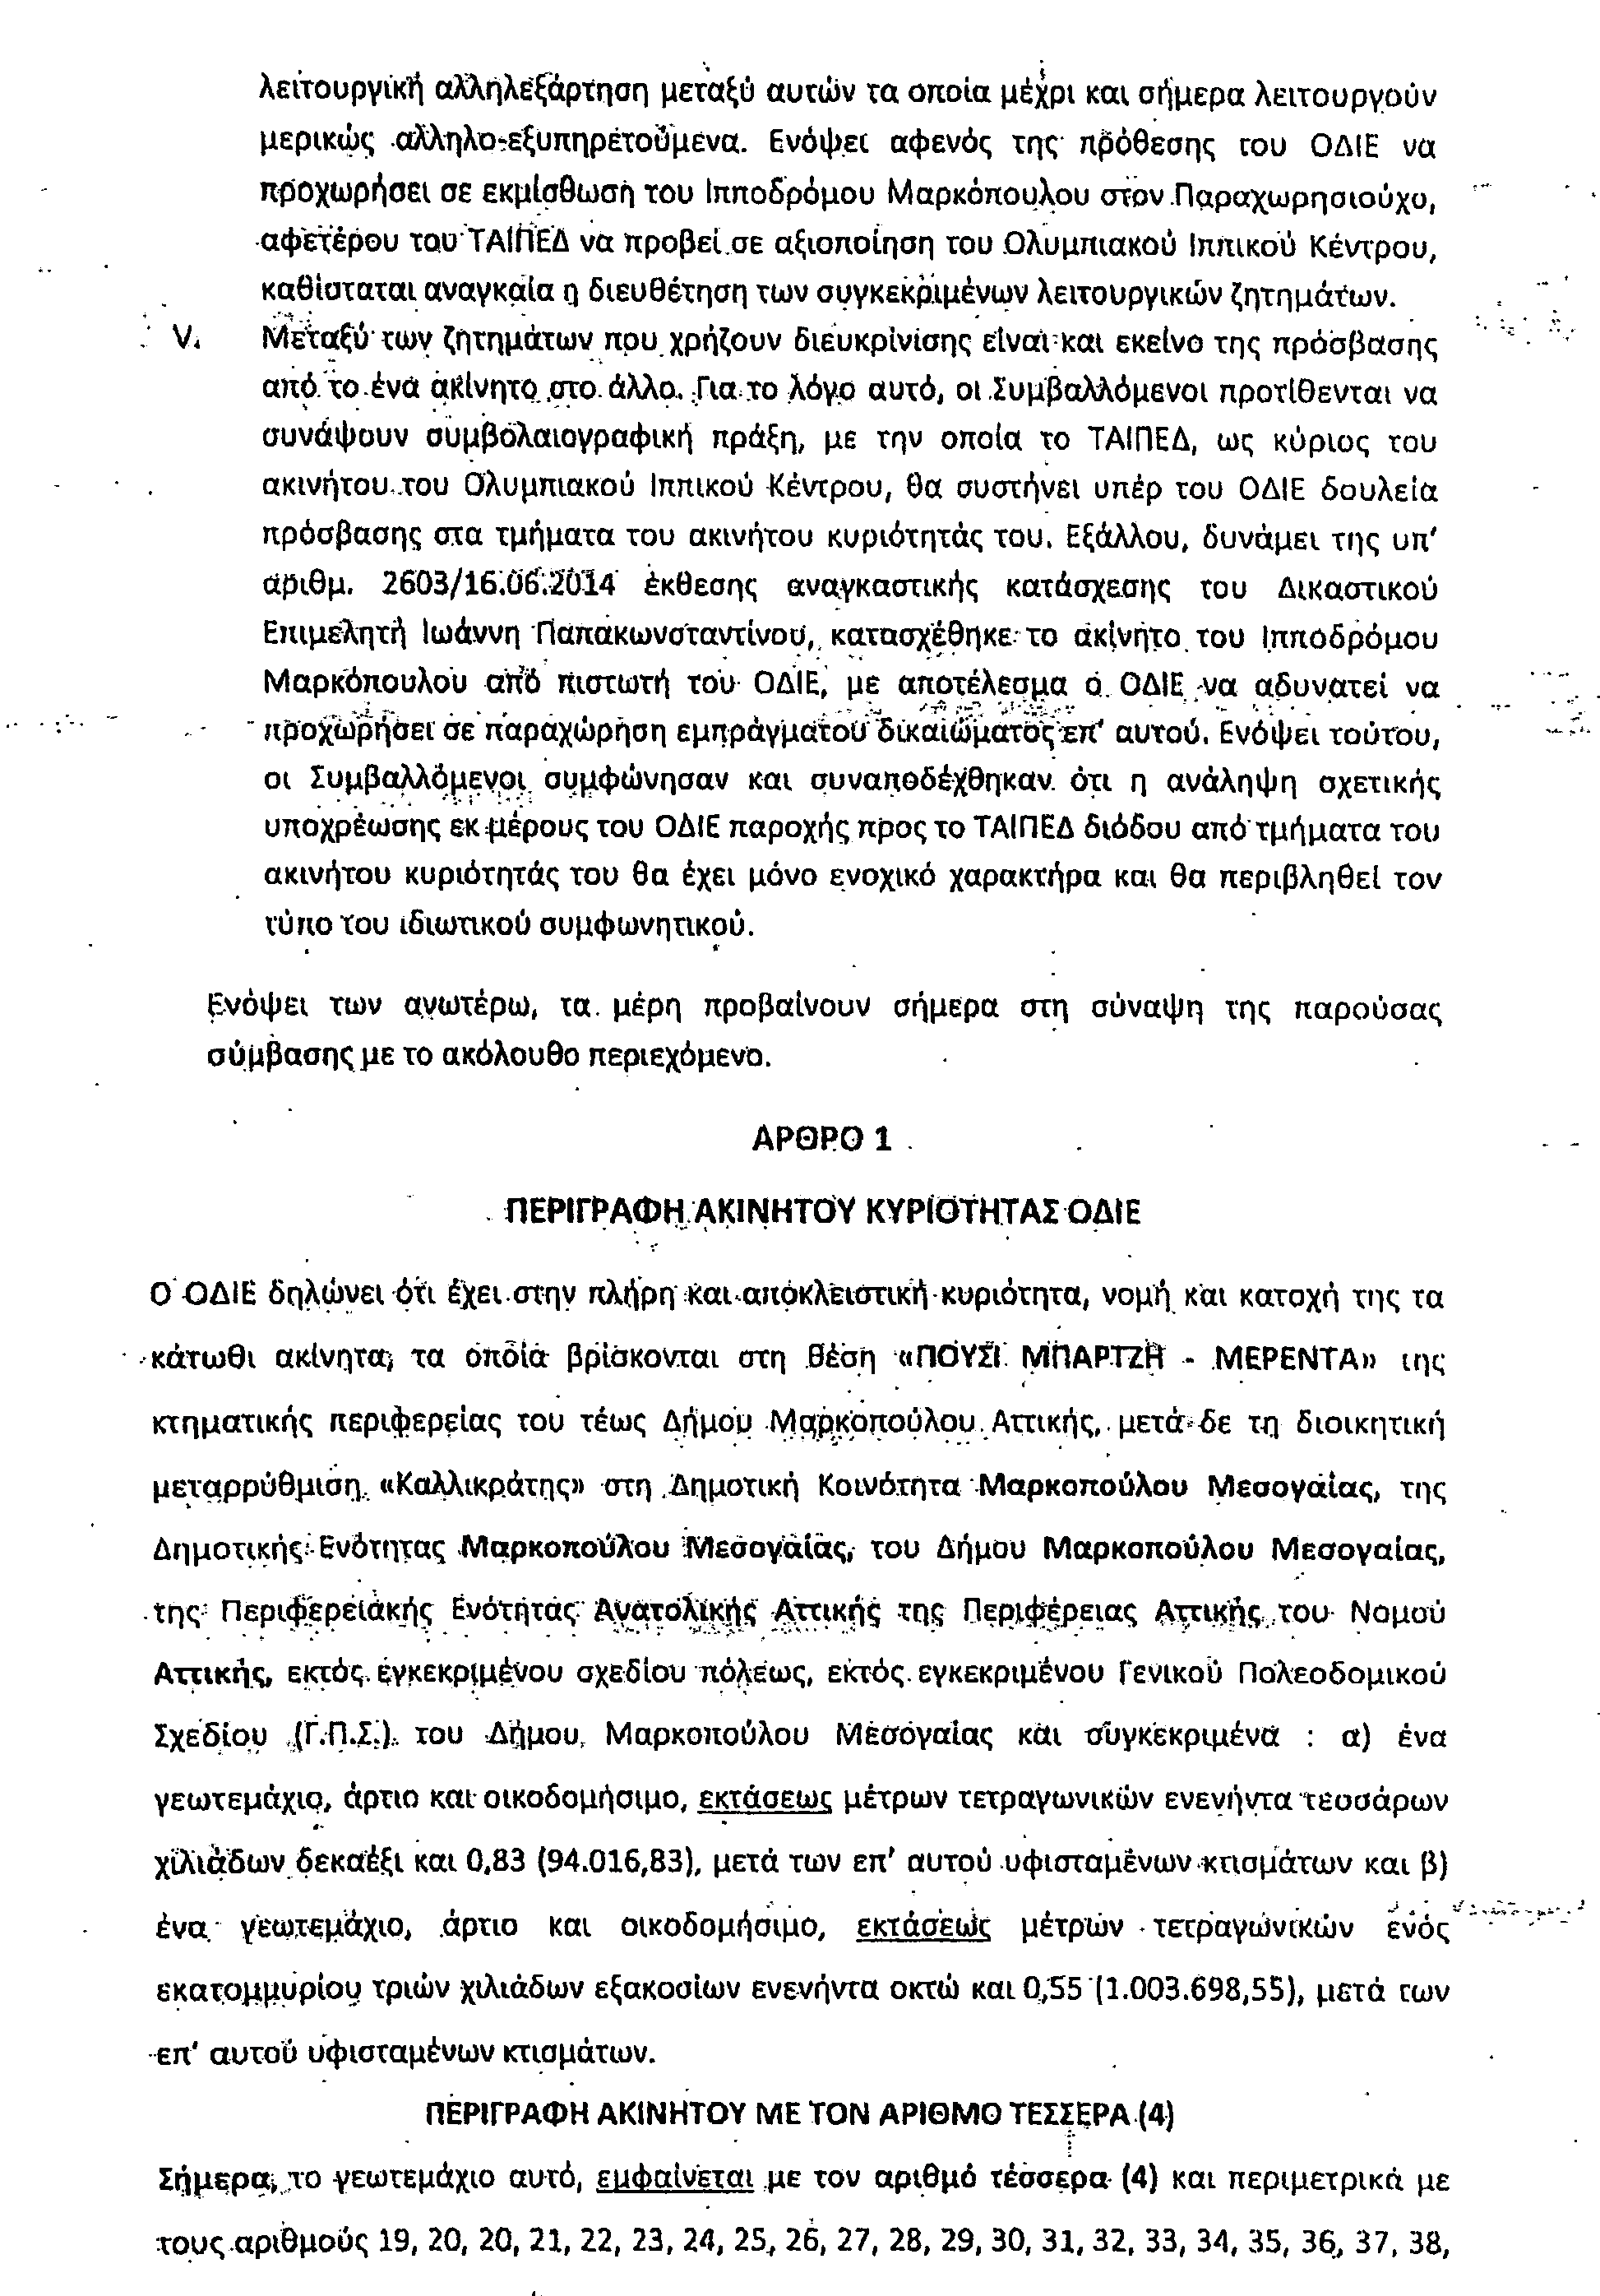 λειτουργική αλληλεξάρτηση μεταξύ αυτών τα οποία μέχρι και σήμερα λειτουργούν
μερικώς αλληλο-εξυπηρετούμενα. Ενόψει αφενός της πρόθεσης του ΟΔΙΕ να
προχωρήσει σε εκμίσθωση του Ιπποδρόμου Μαρκόπουλου στον Παραχωρησιούχο,
αφετέρου του ΤΑΙΠΕΔ να προβεί σε αξιοποίηση του Ολυμπιακού Ιππικού Κέντρου,
καθίσταται αναγκαία η διευθέτηση των συγκεκριμένων λειτουργικών ζητημάτων.
V. Μεταξύ των ζητημάτων που χρήζουν διευκρίνισης είναι και εκείνο της πρόσβασης
από το ένα ακίνητο στο άλλο. Για το λόγο αυτό, οι Συμβαλλόμενοι προτίθενται να
συνάψουν συμβολαιογραφική πράξη, με την οποία το ΤΑΙΠΕΔ, ως κύριος του
ακινήτου του Ολυμπιακού Ιππικού Κέντρου, θα συστήνει υπέρ του ΟΔΙΕ δουλεία
πρόσβασης στα τμήματα του ακινήτου κυριότητάς του. Εξάλλου, δυνάμει της υπ'
αριθμ. 2603/16.06.2014 έκθεσης αναγκαστικής κατάσχεσης του Δικαστικού
Επιμελητή Ιωάννη Παπακωνσταντίνου, κατασχέθηκε το ακίνητο του Ιπποδρόμου
Μαρκόπουλου από πιστωτή του ΟΔΙΕ, με αποτέλεσμα ο ΟΔΙΕ να αδυνατεί να
προχωρήσει σε παραχώρηση εμπράγματου δικαιώματος επ' αυτού. Ενόψει τούτου,
οι Συμβαλλόμενοι συμφώνησαν και συναποδέχθηκαν ότι η ανάληψη σχετικής
υποχρέωσης εκ μέρους του ΟΔΙΕ παροχής προς το ΤΑΙΠΕΔ διόδου από τμήματα του
ακινήτου κυριότητάς του θα έχει μόνο ενοχικό χαρακτήρα και θα περιβληθεί τον
τύπο του ιδιωτικού συμφωνητικού.
Ενόψει των ανωτέρω, τα μέρη προβαίνουν σήμερα στη σύναψη της παρούσας
σύμβασης με το ακόλουθο περιεχόμενο.
ΑΡΘΡΟ 1
ΠΕΡΙΓΡΑΦΗ ΑΚΙΝΗΤΟΥ ΚΥΡΙΟΤΗΤΑΣ ΟΔΙΕ
Ο ΟΔΙΕ δηλώνει ότι έχει στην πλήρη και αποκλειστική κυριότητα, νομή και κατοχή της τα
κάτωθι ακίνητα, τα οποία βρίσκονται στη θέση «ΠΟΥΣΙ ΜΠΑΡΤΖΗ - ΜΕΡΕΝΤΑ» της
κτηματικής περιφερείας του τέως Δήμου Μαρκοπούλου Αττικής, μετά δε τη διοικητική
μεταρρύθμιση «Καλλικράτης» στη Δημοτική Κοινότητα Μαρκοπούλου Μεσογαίας, της
Δημοτικής Ενότητας Μαρκοπούλου Μεσογαίας, του Δήμου Μαρκοπούλου Μεσογαίας,
της Περιφερειακής Ενότητας Ανατολικής Αττικής της Περιφέρειας Αττικής του Νομού
Αττικής, εκτός εγκεκριμένου σχεδίου πόλεως, εκτός εγκεκριμένου Γενικού Πολεοδομικού
Σχεδίου (Γ.Π.Σ.) του Δήμου Μαρκοπούλου Μεσογαίας και συγκεκριμένα : α) ένα
γεωτεμάχιο, άρτιο και οικοδομήσιμο, εκτάσεως μέτρων τετραγωνικών ενενήντα τεσσάρων
χιλιάδων δεκαέξι και 0,83 (94.016,83), μετά των επ' αυτού υφισταμένων κτισμάτων και β)
ένα γεωτεμάχιο, άρτιο και οικοδομήσιμο, εκτάσεως μέτρων τετραγωνικών ενός
εκατομμυρίου τριών χιλιάδων εξακοσίων ενενήντα οκτώ και 0,55 (1.003.698,55), μετά των
επ' αυτού υφισταμένων κτισμάτων.
ΠΕΡΙΓΡΑΦΗ ΑΚΙΝΗΤΟΥ ΜΕ ΤΟΝ ΑΡΙΘΜΟ ΤΕΣΣΕΡΑ (4)
Σήμερα, το γεωτεμάχιο αυτό, εμφαίνεται με τον αριθμό τέσσερα (4) και περιμετρικά με
τους αριθμούς 19, 20, 20, 21, 22, 23, 24, 25, 26, 27, 28, 29, 30, 31, 32, 33, 34, 35, 36, 37, 38,